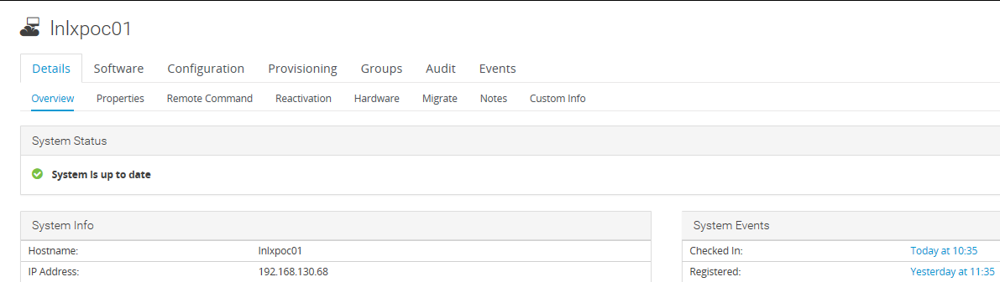 lnlxpoc01
Details Software Configuration Provisioning Groups Audit Events
Overview Properties Remote Command Reactivation Hardware Migrate Notes Custom Info
System Status
System is up to date
System Info
Hostname: lnlxpoc01
IP Address: 192.168.130.68
System Events
Checked In: Today at 10:35
Registered: Yesterday at 11:35